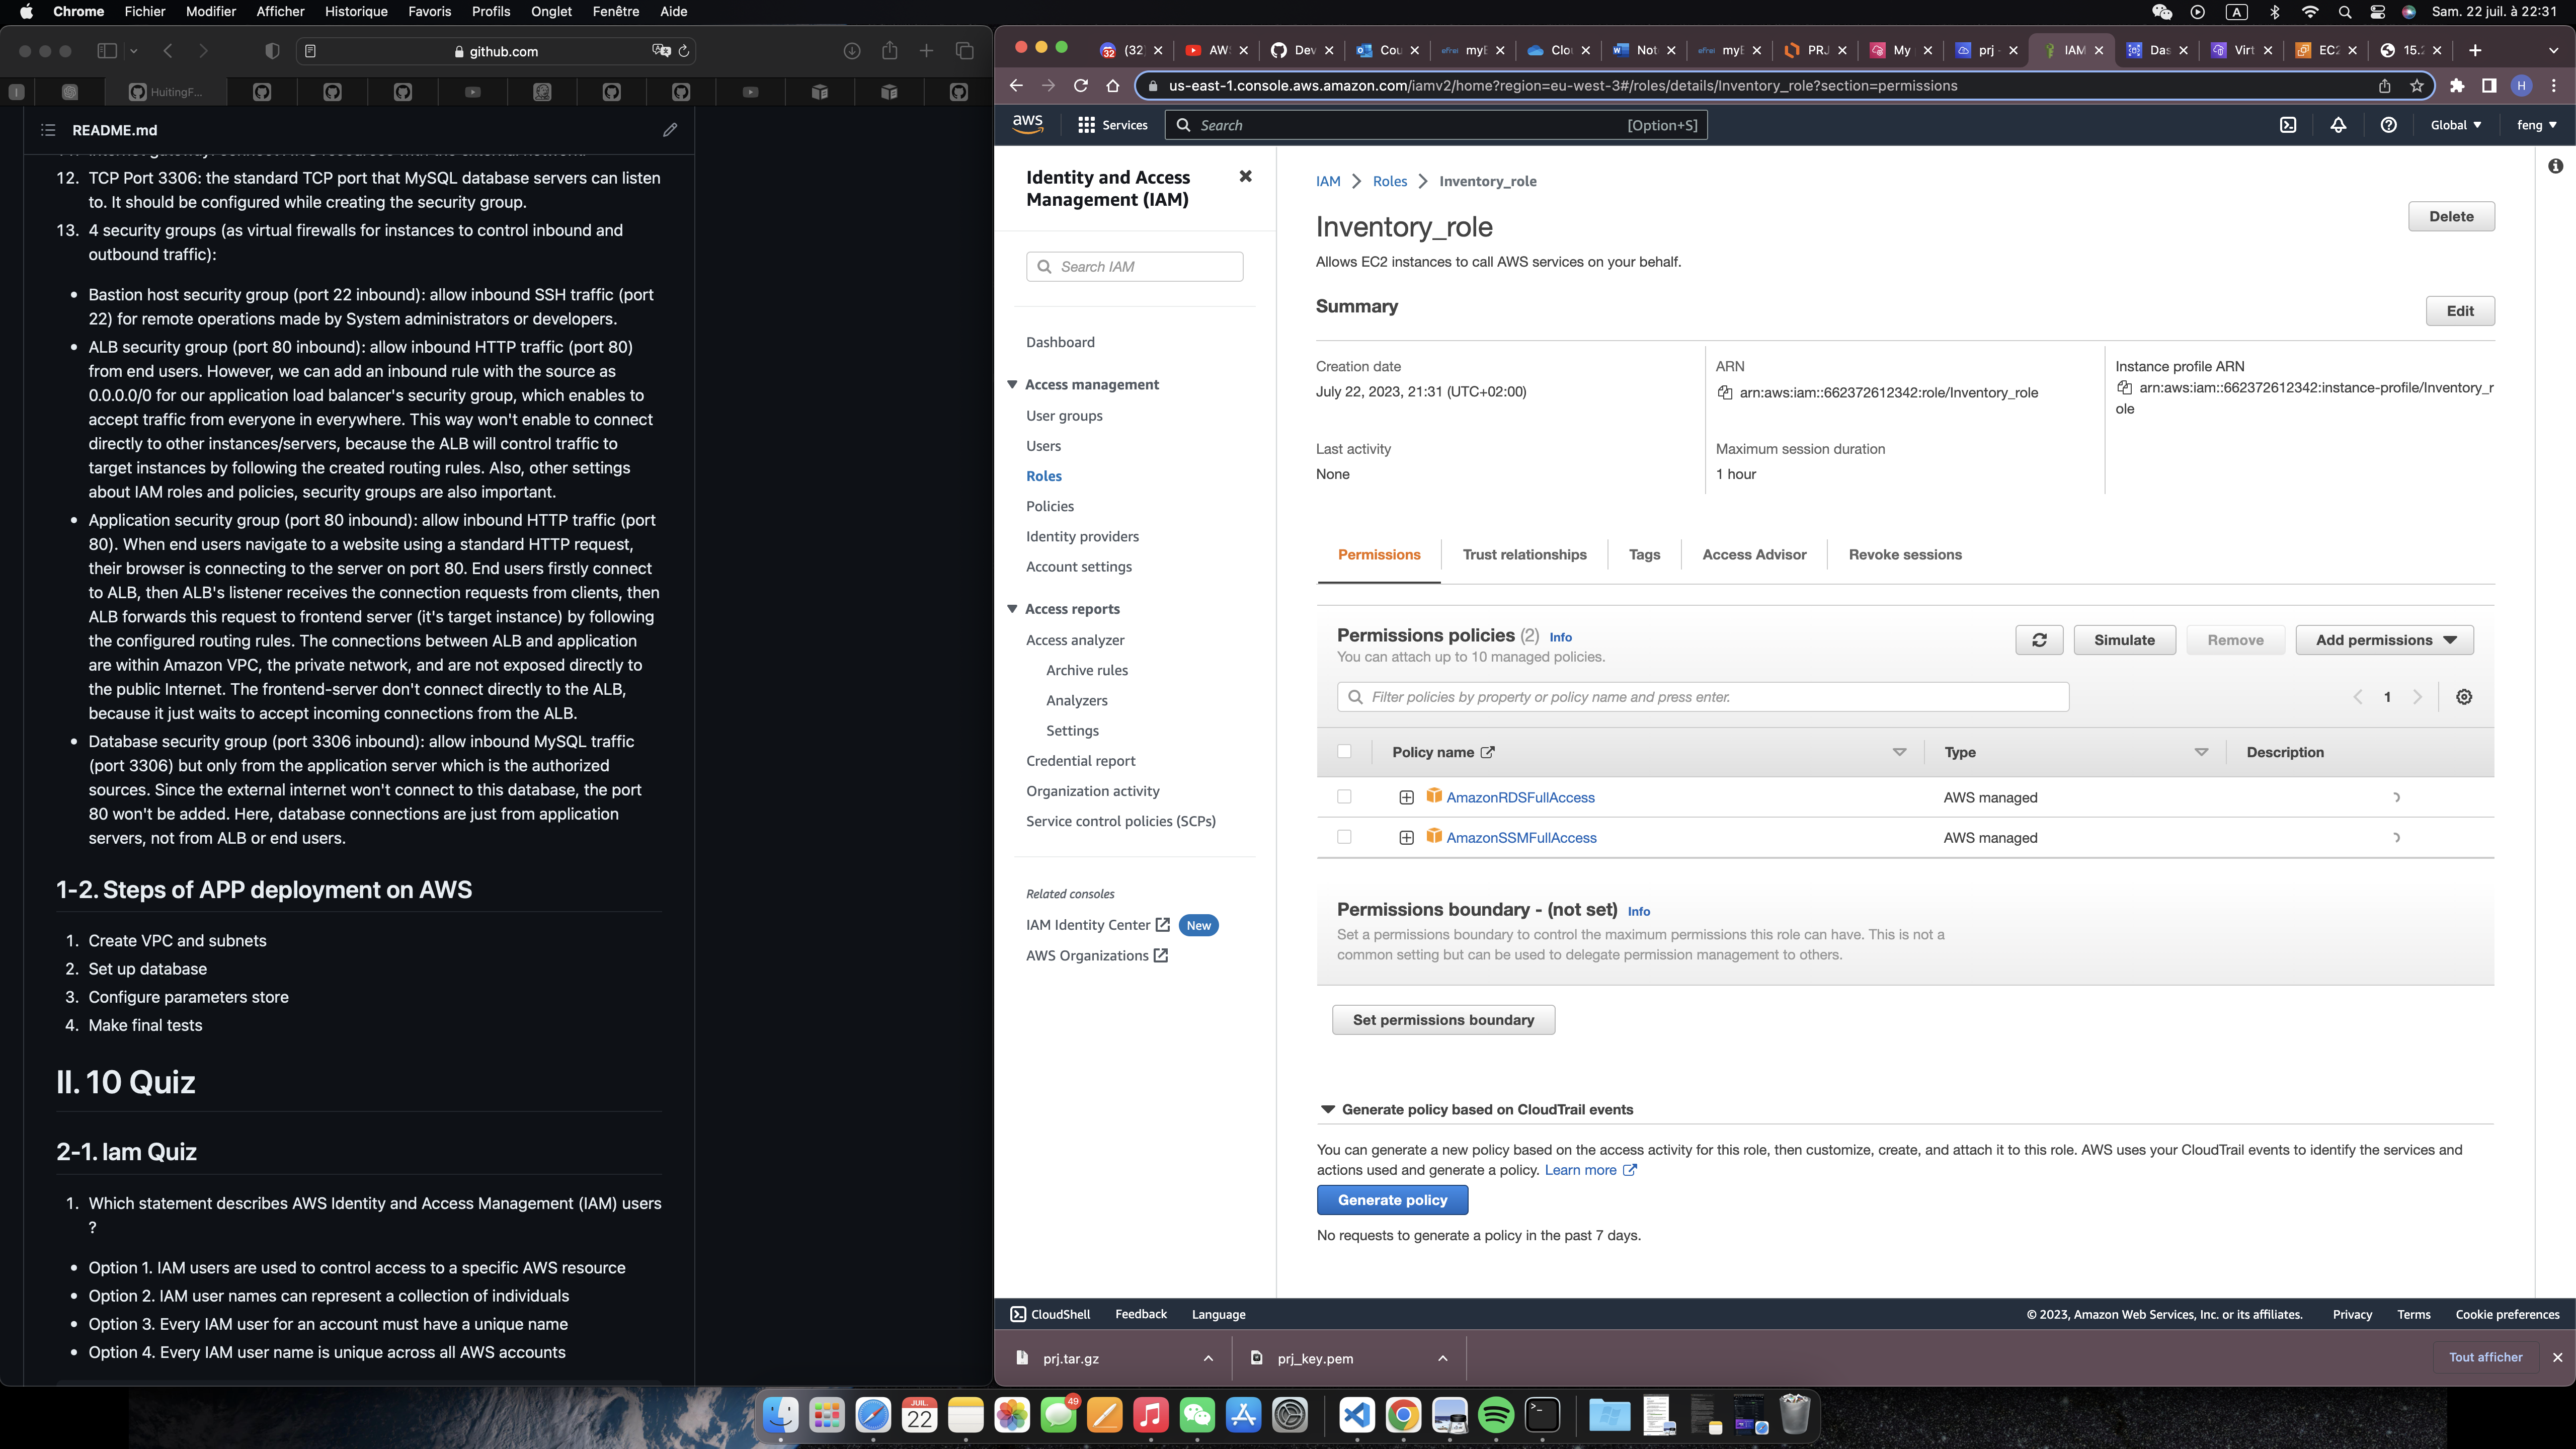 Chrome Fichier Modifier Afficher Historique Favoris Profils Onglet Fenêtre Aide
A
Sam. 22 juil. à 22:31
github.com
HuitingF...
README.md
12. TCP Port 3306: the standard TCP port that MySQL database servers can listen
to. It should be configured while creating the security group.
13. 4 security groups (as virtual firewalls for instances to control inbound and
outbound traffic):
• Bastion host security group (port 22 inbound): allow inbound SSH traffic (port
22) for remote operations made by System administrators or developers.
• ALB security group (port 80 inbound): allow inbound HTTP traffic (port 80)
from end users. However, we can add an inbound rule with the source as
0.0.0.0/0 for our application load balancer's security group, which enables to
accept traffic from everyone in everywhere. This way won't enable to connect
directly to other instances/servers, because the ALB will control traffic to
target instances by following the created routing rules. Also, other settings
about IAM roles and policies, security groups are also important.
• Application security group (port 80 inbound): allow inbound HTTP traffic (port
80). When end users navigate to a website using a standard HTTP request,
their browser is connecting to the server on port 80. End users firstly connect
to ALB, then ALB's listener receives the connection requests from clients, then
ALB forwards this request to frontend server (it's target instance) by following
the configured routing rules. The connections between ALB and application
are within Amazon VPC, the private network, and are not exposed directly to
the public Internet. The frontend-server don't connect directly to the ALB,
because it just waits to accept incoming connections from the ALB.
• Database security group (port 3306 inbound): allow inbound MySQL traffic
(port 3306) but only from the application server which is the authorized
sources. Since the external internet won't connect to this database, the port
80 won't be added. Here, database connections are just from application
servers, not from ALB or end users.
1-2. Steps of APP deployment on AWS
1. Create VPC and subnets
2. Set up database
3. Configure parameters store
4. Make final tests
II. 10 Quiz
2-1. Iam Quiz
1. Which statement describes AWS Identity and Access Management (IAM) users
?
• Option 1. IAM users are used to control access to a specific AWS resource
• Option 2. IAM user names can represent a collection of individuals
• Option 3. Every IAM user for an account must have a unique name
• Option 4. Every IAM user name is unique across all AWS accounts
32 (32) AW Dev Cou efrei myE Clo Not efrei myE PRJ My prj IAM Das Virt EC2 15.
us-east-1.console.aws.amazon.com/iamv2/home?region=eu-west-3#/roles/details/Inventory_role?section=permissions
H
aws Services Search [Option+S] Global feng
Identity and Access
Management (IAM)
Search IAM
Dashboard
Access management
User groups
Users
Roles
Policies
Identity providers
Account settings
Access reports
Access analyzer
Archive rules
Analyzers
Settings
Credential report
Organization activity
Service control policies (SCPs)
Related consoles
IAM Identity Center New
AWS Organizations
IAM Roles Inventory_role
Inventory_role
Delete
Allows EC2 instances to call AWS services on your behalf.
Summary
Edit
Creation date
July 22, 2023, 21:31 (UTC+02:00)
ARN
arn:aws:iam::662372612342:role/Inventory_role
Instance profile ARN
arn:aws:iam::662372612342:instance-profile/Inventory_r
ole
Last activity
None
Maximum session duration
1 hour
Permissions Trust relationships Tags Access Advisor Revoke sessions
Permissions policies (2) Info
You can attach up to 10 managed policies.
Simulate Remove Add permissions
Filter policies by property or policy name and press enter.
1
Policy name Type Description
AmazonRDSFullAccess AWS managed
AmazonSSMFullAccess AWS managed
Permissions boundary - (not set) Info
Set a permissions boundary to control the maximum permissions this role can have. This is not a
common setting but can be used to delegate permission management to others.
Set permissions boundary
Generate policy based on CloudTrail events
You can generate a new policy based on the access activity for this role, then customize, create, and attach it to this role. AWS uses your CloudTrail events to identify the services and
actions used and generate a policy. Learn more
Generate policy
No requests to generate a policy in the past 7 days.
CloudShell Feedback Language
© 2023, Amazon Web Services, Inc. or its affiliates. Privacy Terms Cookie preferences
prj.tar.gz prj_key.pem Tout afficher
JUIL. 22
49